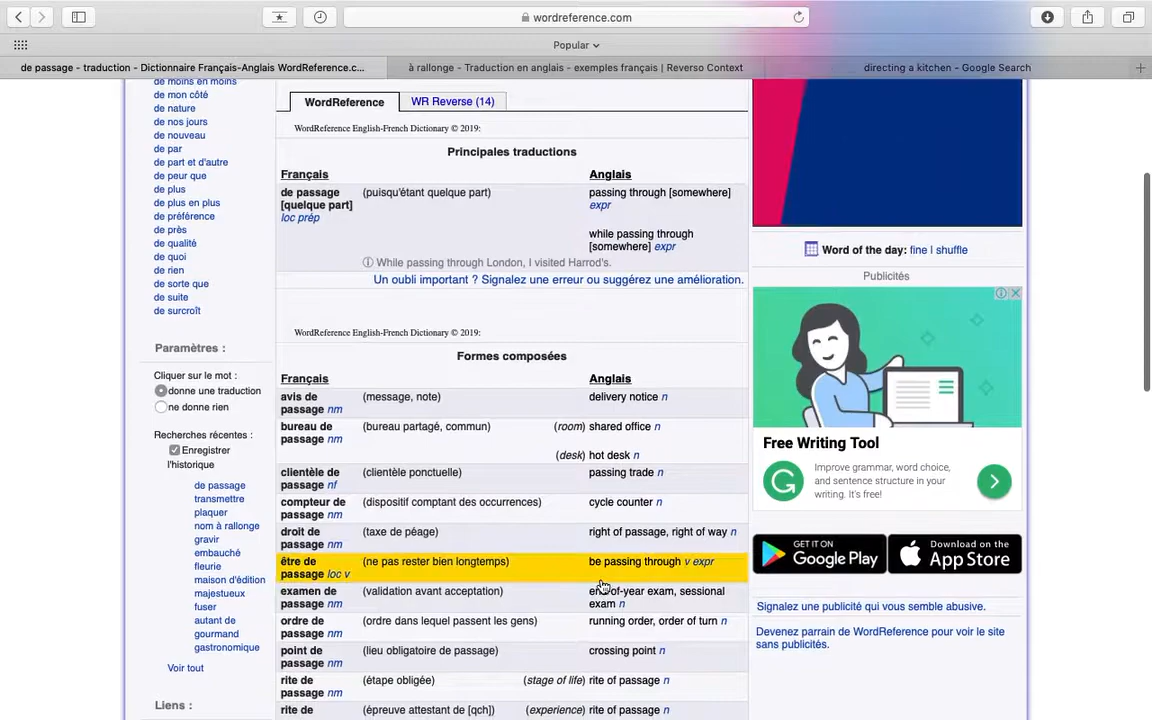 wordreference.com
Popular
de passage - traduction - Dictionnaire Français-Anglais WordReference.c...
à rallonge - Traduction en anglais - exemples français | Reverso Context
directing a kitchen - Google Search
de moins en moins
de mon côté
de nature
de nos jours
de nouveau
de par
de part et d'autre
de peur que
de plus
de plus en plus
de préférence
de près
de qualité
de quoi
de rien
de sorte que
de suite
de surcroît
Paramètres :
Cliquer sur le mot :
donne une traduction
ne donne rien
Recherches récentes :
Enregistrer
l'historique
de passage
transmettre
plaquer
nom à rallonge
gravir
embauché
fleurie
maison d'édition
majestueux
fuser
autant de
gourmand
gastronomique
Voir tout
Liens :
WordReference
WR Reverse (14)
WordReference English-French Dictionary © 2019:
Principales traductions
Français Anglais
de passage (puisqu'étant quelque part) passing through [somewhere]
[quelque part] expr
loc prép
while passing through
[somewhere] expr
While passing through London, I visited Harrod's.
Un oubli important ? Signalez une erreur ou suggérez une amélioration.
WordReference English-French Dictionary © 2019:
Formes composées
Français Anglais
avis de (message, note) delivery notice n
passage nm
bureau de (bureau partagé, commun) (room) shared office n
passage nm
(desk) hot desk n
clientèle de (clientèle ponctuelle) passing trade n
passage nf
compteur de (dispositif comptant des occurrences) cycle counter n
passage nm
droit de (taxe de péage) right of passage, right of way n
passage nm
être de (ne pas rester bien longtemps) be passing through v expr
passage loc v
examen de (validation avant acceptation) end-of-year exam, sessional
passage nm exam n
ordre de (ordre dans lequel passent les gens) running order, order of turn n
passage nm
point de (lieu obligatoire de passage) crossing point n
passage nm
rite de (étape obligée) (stage of life) rite of passage n
passage nm
rite de (épreuve attestant de [qch]) (experience) rite of passage n
Word of the day: fine | shuffle
Publicités
Free Writing Tool
Improve grammar, word choice,
and sentence structure in your
writing. It's free!
GET IT ON
Google Play
Download on the
App Store
Signalez une publicité qui vous semble abusive.
Devenez parrain de WordReference pour voir le site
sans publicités.